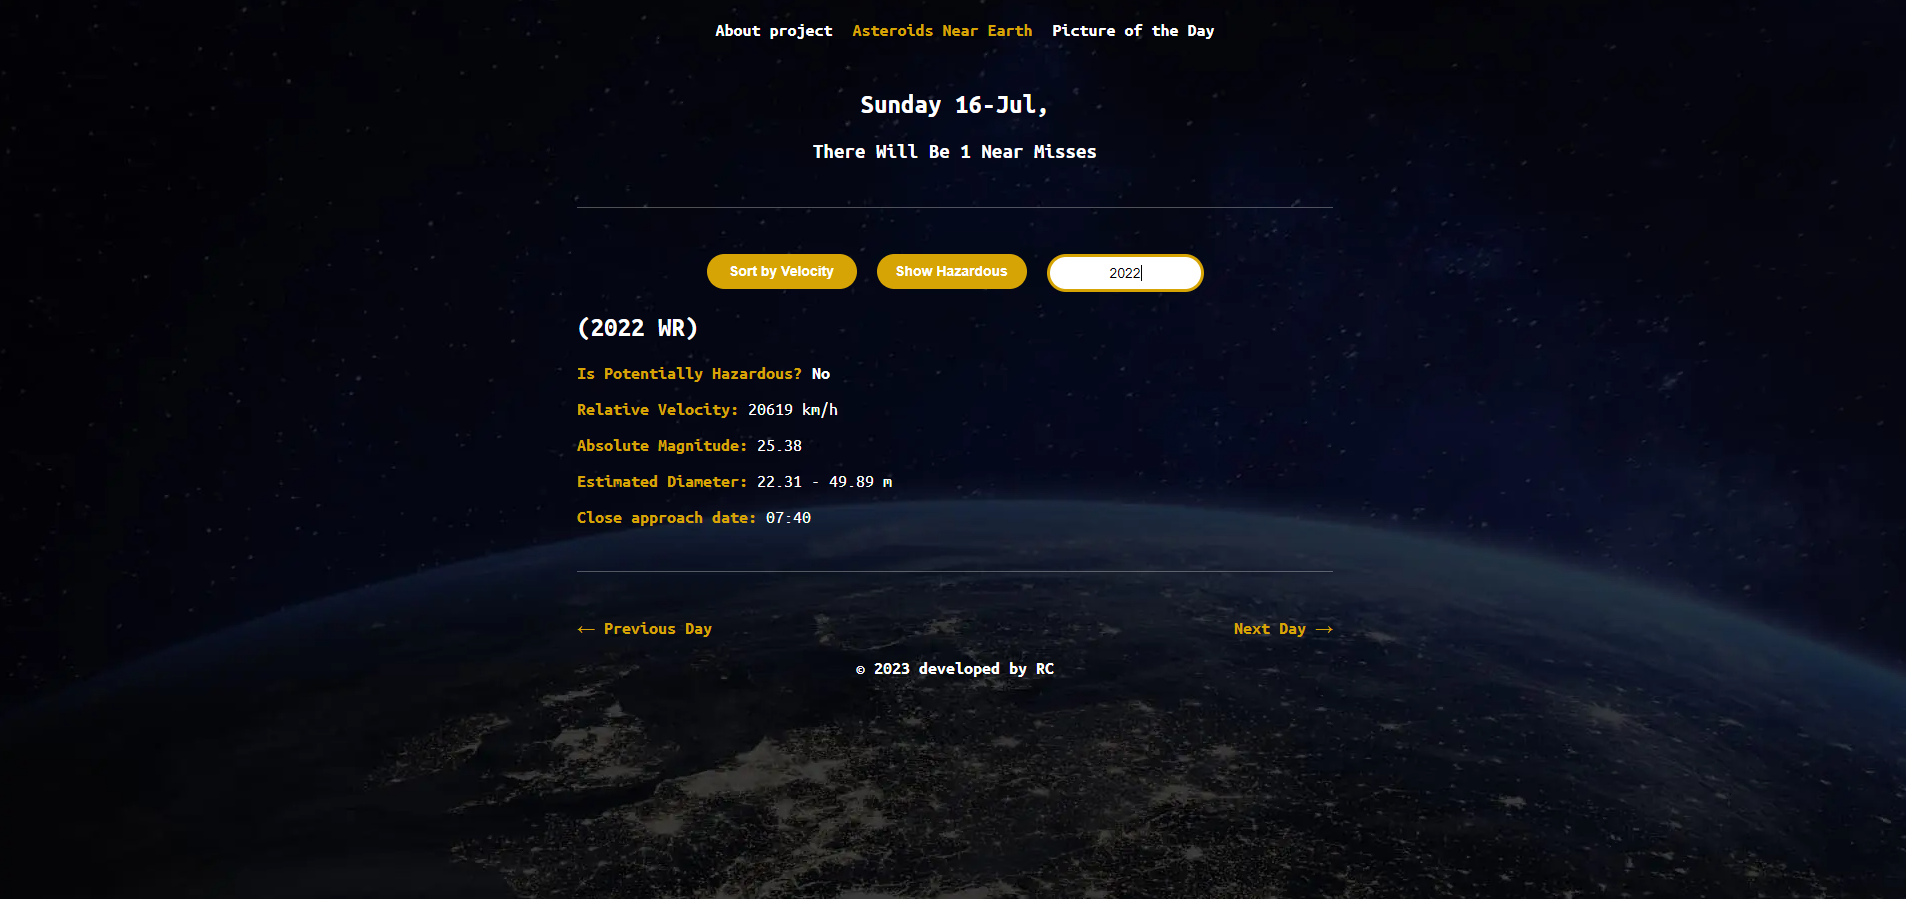 About project Asteroids Near Earth Picture of the Day
Sunday 16-Jul,
There Will Be 1 Near Misses
Sort by Velocity Show Hazardous 2022
(2022 WR)
Is Potentially Hazardous? No
Relative Velocity: 20619 km/h
Absolute Magnitude: 25.38
Estimated Diameter: 22.31 - 49.89 m
Close approach date: 07:40
← Previous Day Next Day →
© 2023 developed by RC